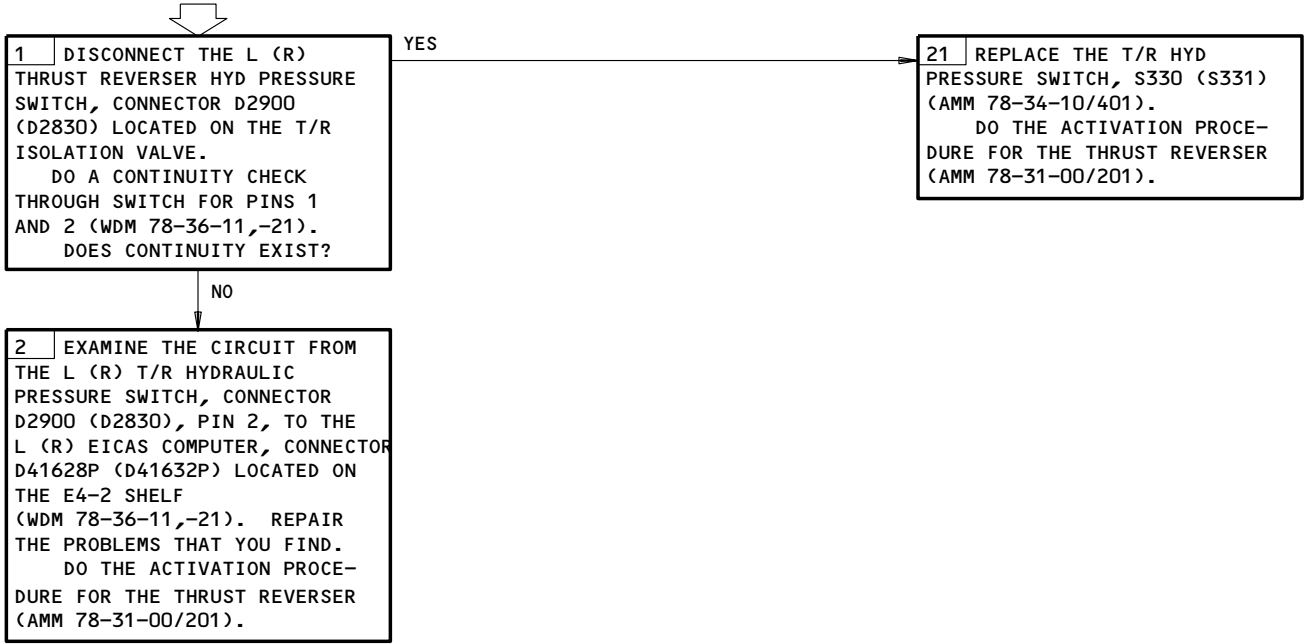 1 DISCONNECT THE L (R)
THRUST REVERSER HYD PRESSURE
SWITCH, CONNECTOR D2900
(D2830) LOCATED ON THE T/R
ISOLATION VALVE.
DO A CONTINUITY CHECK
THROUGH SWITCH FOR PINS 1
AND 2 (WDM 78-36-11,-21).
DOES CONTINUITY EXIST?
YES
21 REPLACE THE T/R HYD
PRESSURE SWITCH, S330 (S331)
(AMM 78-34-10/401).
DO THE ACTIVATION PROCE-
DURE FOR THE THRUST REVERSER
(AMM 78-31-00/201).
NO
2 EXAMINE THE CIRCUIT FROM
THE L (R) T/R HYDRAULIC
PRESSURE SWITCH, CONNECTOR
D2900 (D2830), PIN 2, TO THE
L (R) EICAS COMPUTER, CONNECTOR
D41628P (D41632P) LOCATED ON
THE E4-2 SHELF
(WDM 78-36-11,-21). REPAIR
THE PROBLEMS THAT YOU FIND.
DO THE ACTIVATION PROCE-
DURE FOR THE THRUST REVERSER
(AMM 78-31-00/201).